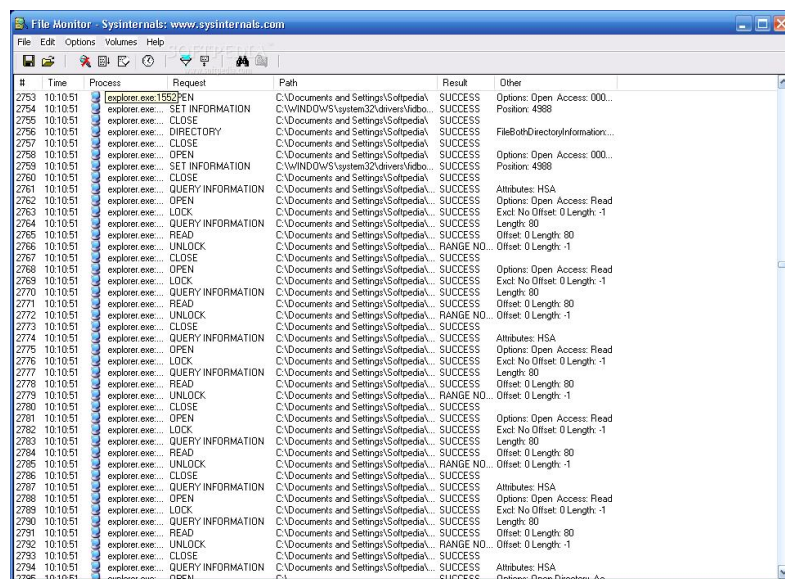 File Monitor - Sysinternals: www.sysinternals.com
File Edit Options Volumes Help
SOFTPEDIA
# Time Process Request Path Result Other
2753 10:10:51 explorer.exe:1552 PEN C:\Documents and Settings\Softpedia\ SUCCESS Options: Open Access: 000...
2754 10:10:51 explorer.exe:... SET INFORMATION C:\WINDOWS\system32\drivers\fidbo... SUCCESS Position: 4988
2755 10:10:51 explorer.exe:... CLOSE C:\Documents and Settings\Softpedia\ SUCCESS
2756 10:10:51 explorer.exe:... DIRECTORY C:\Documents and Settings\Softpedia\ SUCCESS FileBothDirectoryInformation:...
2757 10:10:51 explorer.exe:... CLOSE C:\Documents and Settings\Softpedia\ SUCCESS
2758 10:10:51 explorer.exe:... OPEN C:\Documents and Settings\Softpedia\ SUCCESS Options: Open Access: 000...
2759 10:10:51 explorer.exe:... SET INFORMATION C:\WINDOWS\system32\drivers\fidbo... SUCCESS Position: 4988
2760 10:10:51 explorer.exe:... CLOSE C:\Documents and Settings\Softpedia\ SUCCESS
2761 10:10:51 explorer.exe:... QUERY INFORMATION C:\Documents and Settings\Softpedia\... SUCCESS Attributes: HSA
2762 10:10:51 explorer.exe:... OPEN C:\Documents and Settings\Softpedia\... SUCCESS Options: Open Access: Read
2763 10:10:51 explorer.exe:... LOCK C:\Documents and Settings\Softpedia\... SUCCESS Excl: No Offset: 0 Length: -1
2764 10:10:51 explorer.exe:... QUERY INFORMATION C:\Documents and Settings\Softpedia\... SUCCESS Length: 80
2765 10:10:51 explorer.exe:... READ C:\Documents and Settings\Softpedia\... SUCCESS Offset: 0 Length: 80
2766 10:10:51 explorer.exe:... UNLOCK C:\Documents and Settings\Softpedia\... RANGE NO... Offset: 0 Length: -1
2767 10:10:51 explorer.exe:... CLOSE C:\Documents and Settings\Softpedia\... SUCCESS
2768 10:10:51 explorer.exe:... OPEN C:\Documents and Settings\Softpedia\... SUCCESS Options: Open Access: Read
2769 10:10:51 explorer.exe:... LOCK C:\Documents and Settings\Softpedia\... SUCCESS Excl: No Offset: 0 Length: -1
2770 10:10:51 explorer.exe:... QUERY INFORMATION C:\Documents and Settings\Softpedia\... SUCCESS Length: 80
2771 10:10:51 explorer.exe:... READ C:\Documents and Settings\Softpedia\... SUCCESS Offset: 0 Length: 80
2772 10:10:51 explorer.exe:... UNLOCK C:\Documents and Settings\Softpedia\... RANGE NO... Offset: 0 Length: -1
2773 10:10:51 explorer.exe:... CLOSE C:\Documents and Settings\Softpedia\... SUCCESS
2774 10:10:51 explorer.exe:... QUERY INFORMATION C:\Documents and Settings\Softpedia\... SUCCESS Attributes: HSA
2775 10:10:51 explorer.exe:... OPEN C:\Documents and Settings\Softpedia\... SUCCESS Options: Open Access: Read
2776 10:10:51 explorer.exe:... LOCK C:\Documents and Settings\Softpedia\... SUCCESS Excl: No Offset: 0 Length: -1
2777 10:10:51 explorer.exe:... QUERY INFORMATION C:\Documents and Settings\Softpedia\... SUCCESS Length: 80
2778 10:10:51 explorer.exe:... READ C:\Documents and Settings\Softpedia\... SUCCESS Offset: 0 Length: 80
2779 10:10:51 explorer.exe:... UNLOCK C:\Documents and Settings\Softpedia\... RANGE NO... Offset: 0 Length: -1
2780 10:10:51 explorer.exe:... CLOSE C:\Documents and Settings\Softpedia\... SUCCESS
2781 10:10:51 explorer.exe:... OPEN C:\Documents and Settings\Softpedia\... SUCCESS Options: Open Access: Read
2782 10:10:51 explorer.exe:... LOCK C:\Documents and Settings\Softpedia\... SUCCESS Excl: No Offset: 0 Length: -1
2783 10:10:51 explorer.exe:... QUERY INFORMATION C:\Documents and Settings\Softpedia\... SUCCESS Length: 80
2784 10:10:51 explorer.exe:... READ C:\Documents and Settings\Softpedia\... SUCCESS Offset: 0 Length: 80
2785 10:10:51 explorer.exe:... UNLOCK C:\Documents and Settings\Softpedia\... RANGE NO... Offset: 0 Length: -1
2786 10:10:51 explorer.exe:... CLOSE C:\Documents and Settings\Softpedia\... SUCCESS
2787 10:10:51 explorer.exe:... QUERY INFORMATION C:\Documents and Settings\Softpedia\... SUCCESS Attributes: HSA
2788 10:10:51 explorer.exe:... OPEN C:\Documents and Settings\Softpedia\... SUCCESS Options: Open Access: Read
2789 10:10:51 explorer.exe:... LOCK C:\Documents and Settings\Softpedia\... SUCCESS Excl: No Offset: 0 Length: -1
2790 10:10:51 explorer.exe:... QUERY INFORMATION C:\Documents and Settings\Softpedia\... SUCCESS Length: 80
2791 10:10:51 explorer.exe:... READ C:\Documents and Settings\Softpedia\... SUCCESS Offset: 0 Length: 80
2792 10:10:51 explorer.exe:... UNLOCK C:\Documents and Settings\Softpedia\... RANGE NO... Offset: 0 Length: -1
2793 10:10:51 explorer.exe:... CLOSE C:\Documents and Settings\Softpedia\... SUCCESS
2794 10:10:51 explorer.exe:... QUERY INFORMATION C:\Documents and Settings\Softpedia\... SUCCESS Attributes: HSA
2795 10:10:51 explorer.exe:... OPEN C:\ SUCCESS Options: Open Directory Ac...